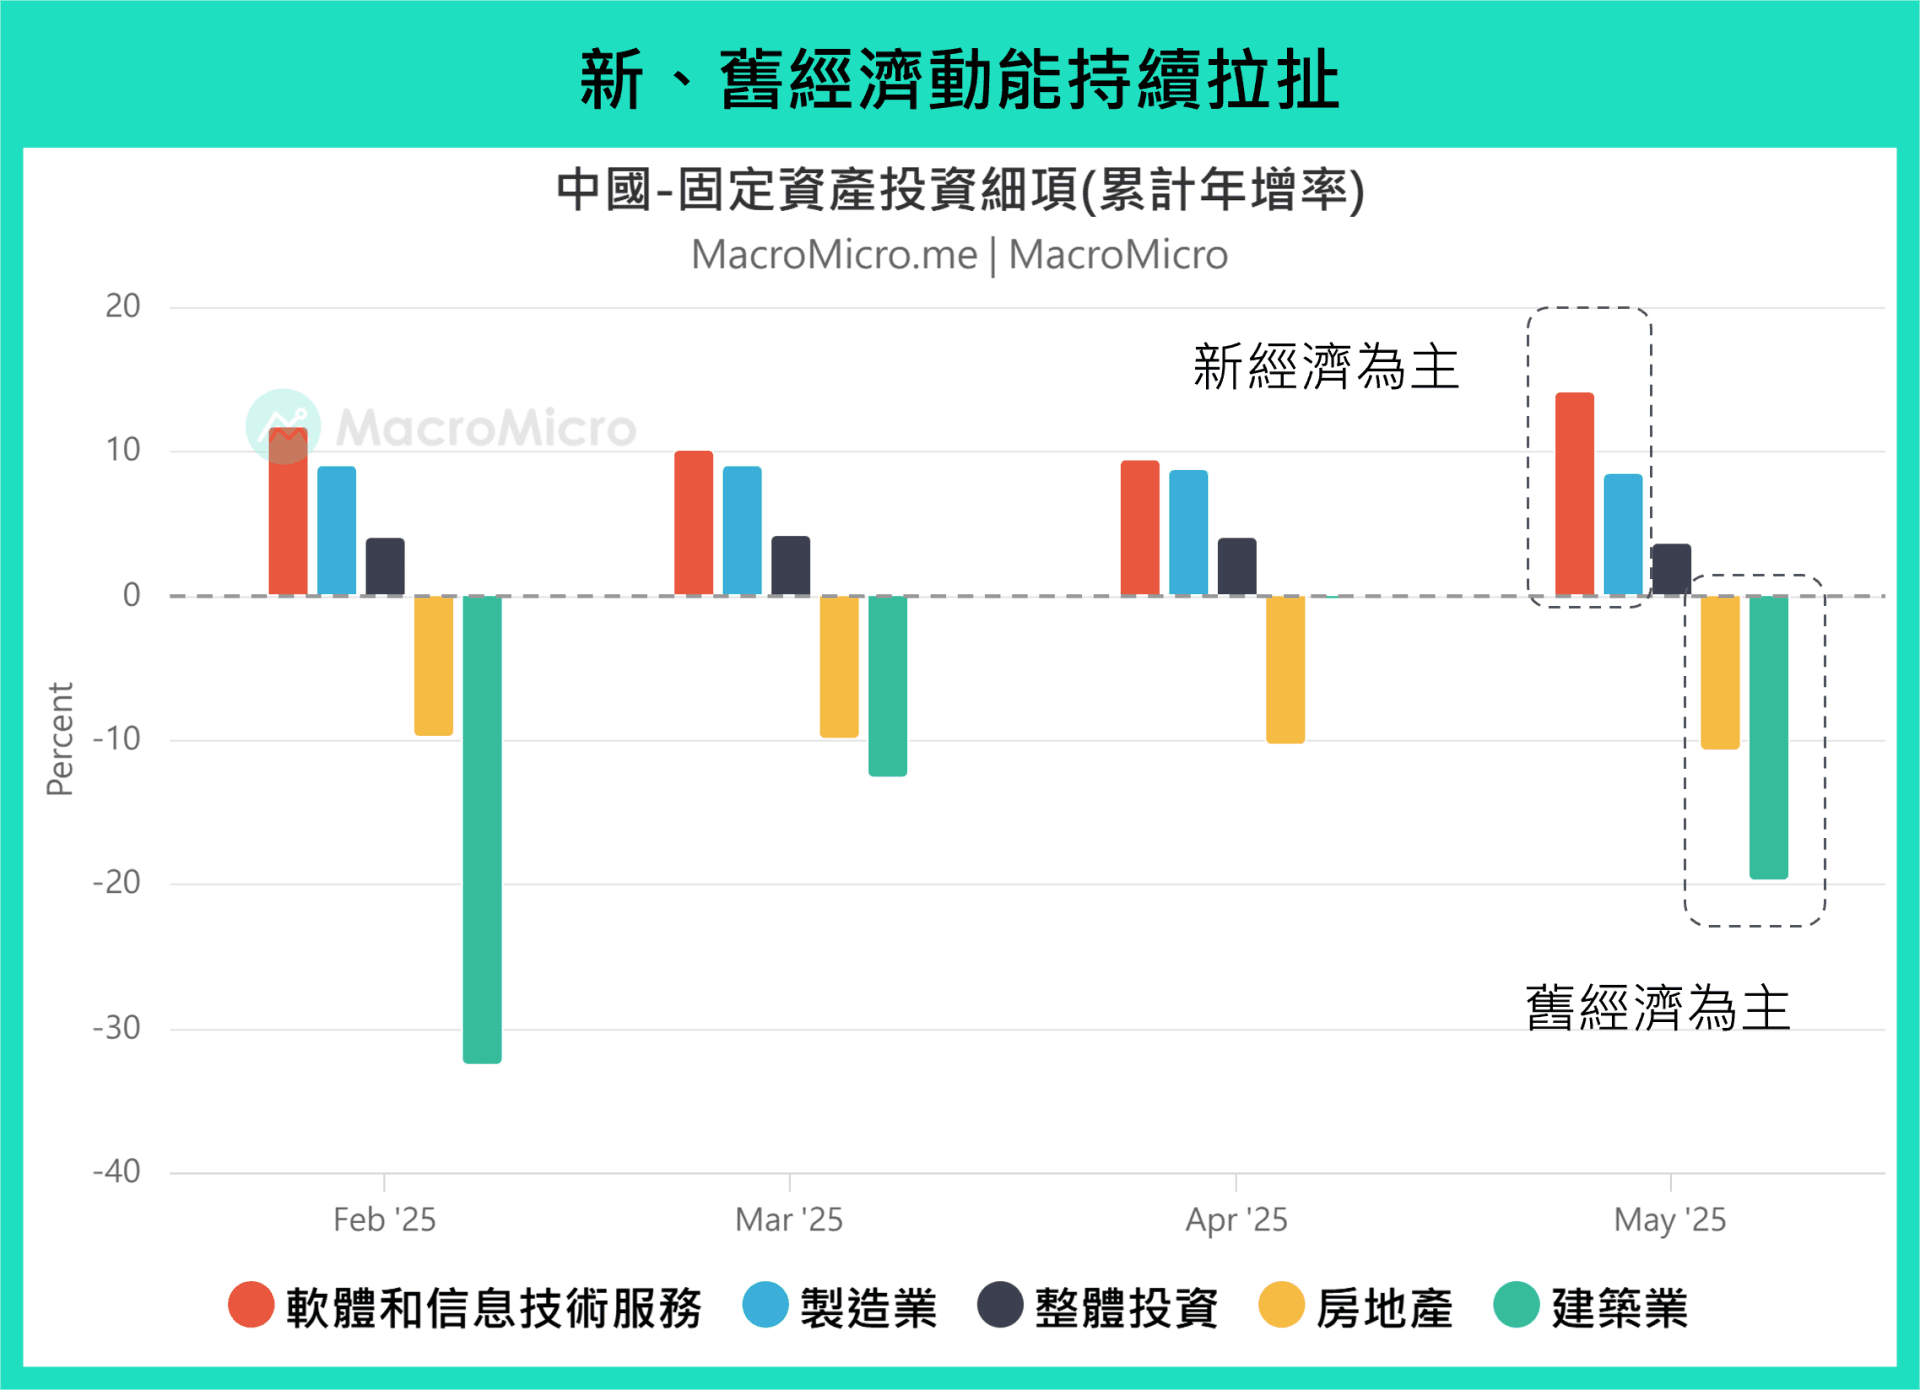 新、舊經濟動能持續拉扯
中國-固定資產投資細項(累計年增率)
MacroMicro.me | MacroMicro
20
10
0
-10
-20
-30
-40
Percent
MacroMicro
新經濟為主
舊經濟為主
Feb '25
Mar '25
Apr '25
May '25
軟體和信息技術服務 製造業 整體投資 房地產 建築業